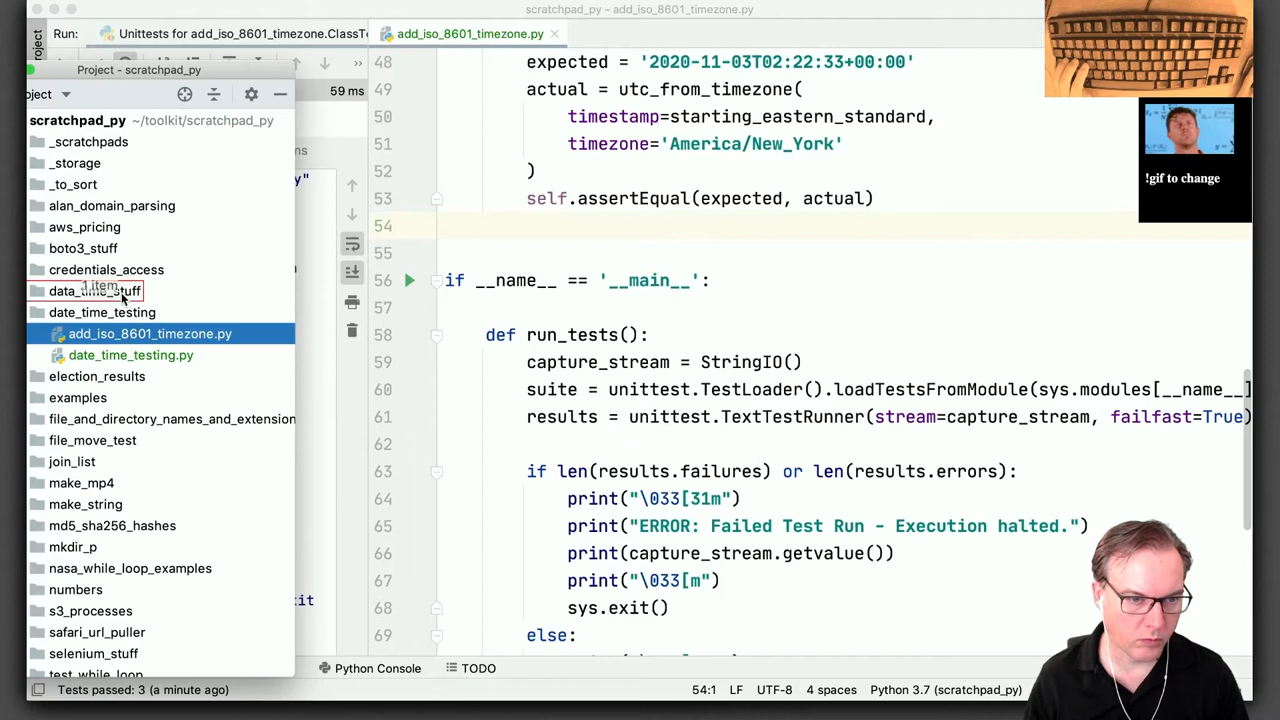 scratchpad_py – add_iso_8601_timezone.py
Project
Run:
Unittests for add_iso_8601_timezone.ClassTe
add_iso_8601_timezone.py
Project - scratchpad_py
oject
59 ms
scratchpad_py ~/toolkit/scratchpad_py
_scratchpads
_storage
ms
_to_sort
y"
alan_domain_parsing
aws_pricing
boto3_stuff
credentials_access
data_time_stuff
1 item
date_time_testing
add_iso_8601_timezone.py
date_time_testing.py
election_results
examples
file_and_directory_names_and_extension
file_move_test
join_list
make_mp4
make_string
md5_sha256_hashes
mkdir_p
nasa_while_loop_examples
numbers
xit
s3_processes
safari_url_puller
selenium_stuff
test_while_loop
48 expected = '2020-11-03T02:22:33+00:00'
49 actual = utc_from_timezone(
50 timestamp=starting_eastern_standard,
51 timezone='America/New_York'
52 )
53 self.assertEqual(expected, actual)
54
55
56 if __name__ == '__main__':
57
58 def run_tests():
59 capture_stream = StringIO()
60 suite = unittest.TestLoader().loadTestsFromModule(sys.modules[__name__]
61 results = unittest.TextTestRunner(stream=capture_stream, failfast=True)
62
63 if len(results.failures) or len(results.errors):
64 print("\033[31m")
65 print("ERROR: Failed Test Run - Execution halted.")
66 print(capture_stream.getvalue())
67 print("\033[m")
68 sys.exit()
69 else:
!gif to change
Python Console
TODO
Tests passed: 3 (a minute ago)
54:1 LF UTF-8 4 spaces Python 3.7 (scratchpad_py)